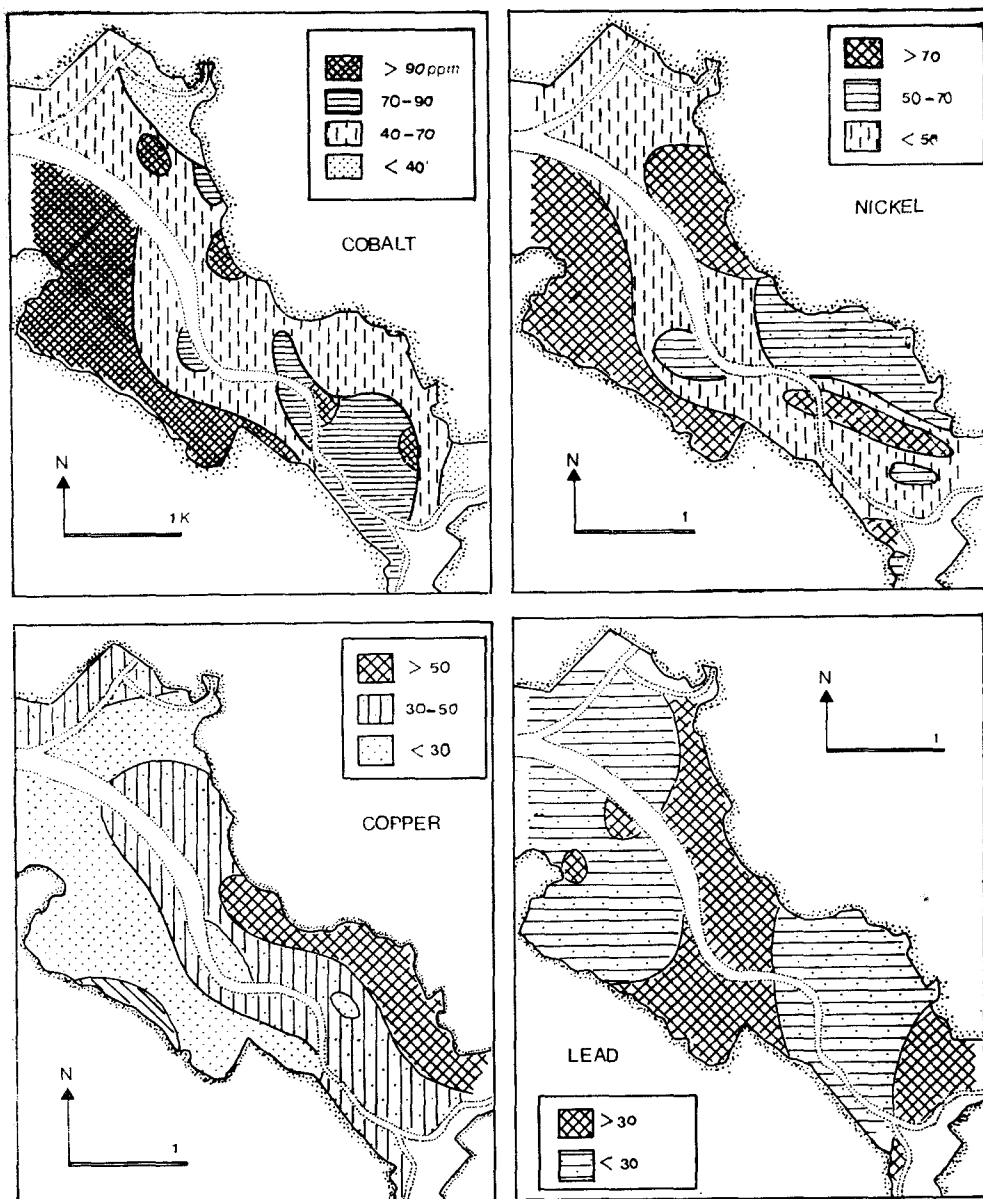 > 90 ppm
70-90
40-70
< 40
COBALT
N
1 K
> 70
50-70
< 50
NICKEL
N
1
> 50
30-50
< 30
COPPER
N
1
N
1
LEAD
> 30
< 30